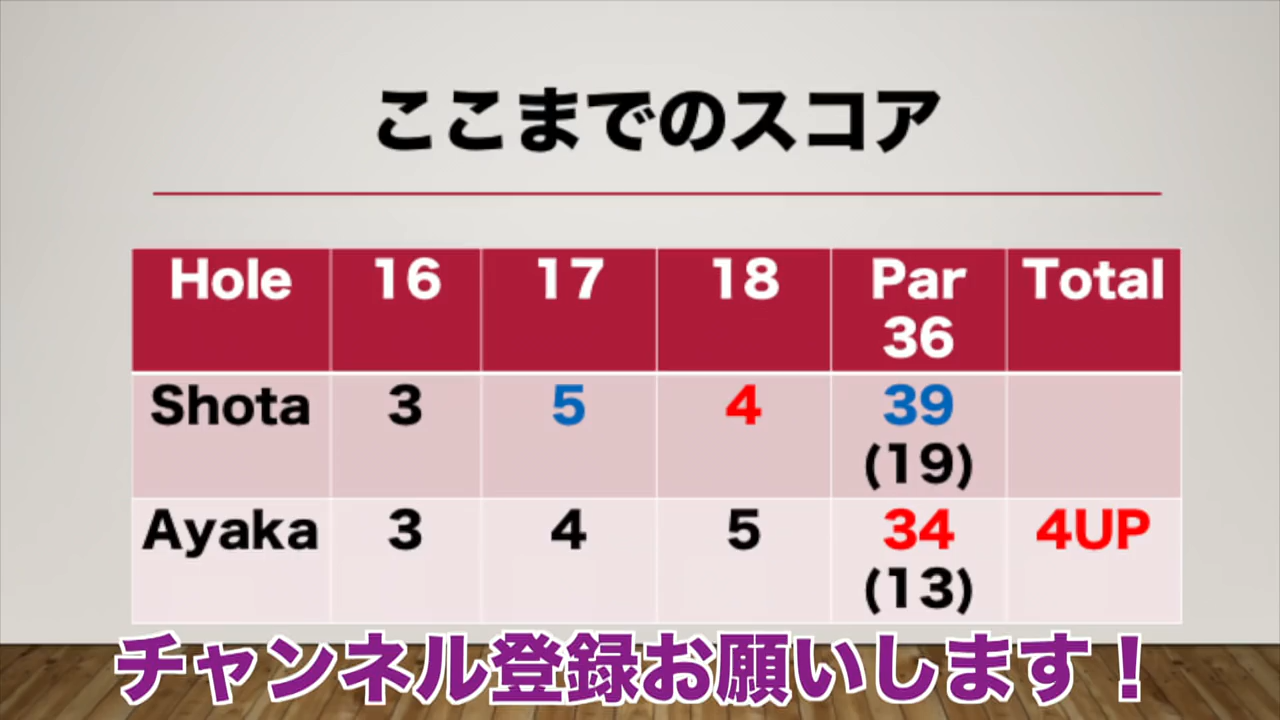 ここまでのスコア
Hole 16 17 18 Par 36 Total
Shota 3 5 4 39 (19)
Ayaka 3 4 5 34 (13) 4UP
チャンネル登録お願いします！